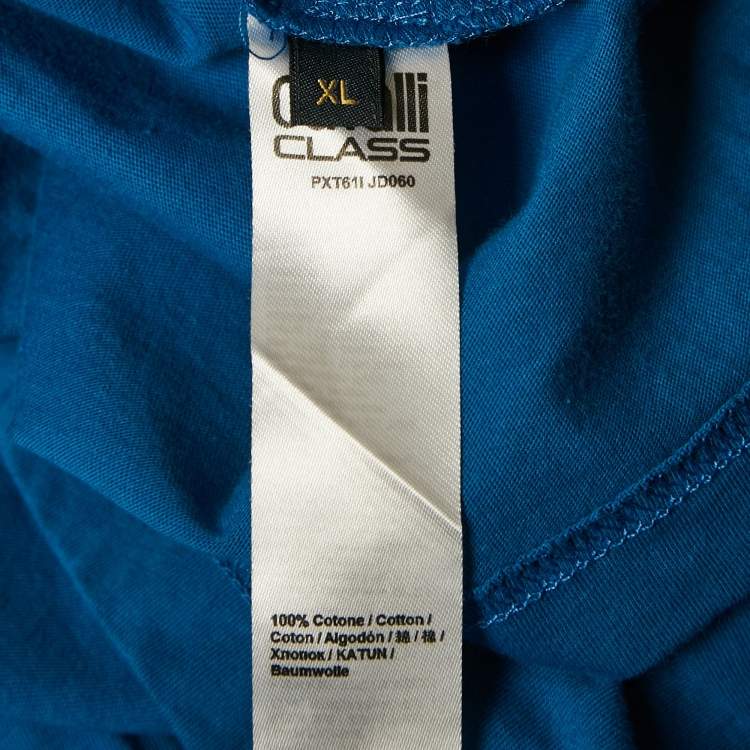 XL
CLASS
PXT61I JD060
100% Cotone / Cotton /
Coton / Algodón / 綿 / 棉 /
Хлопок / KATUN /
Baumwolle